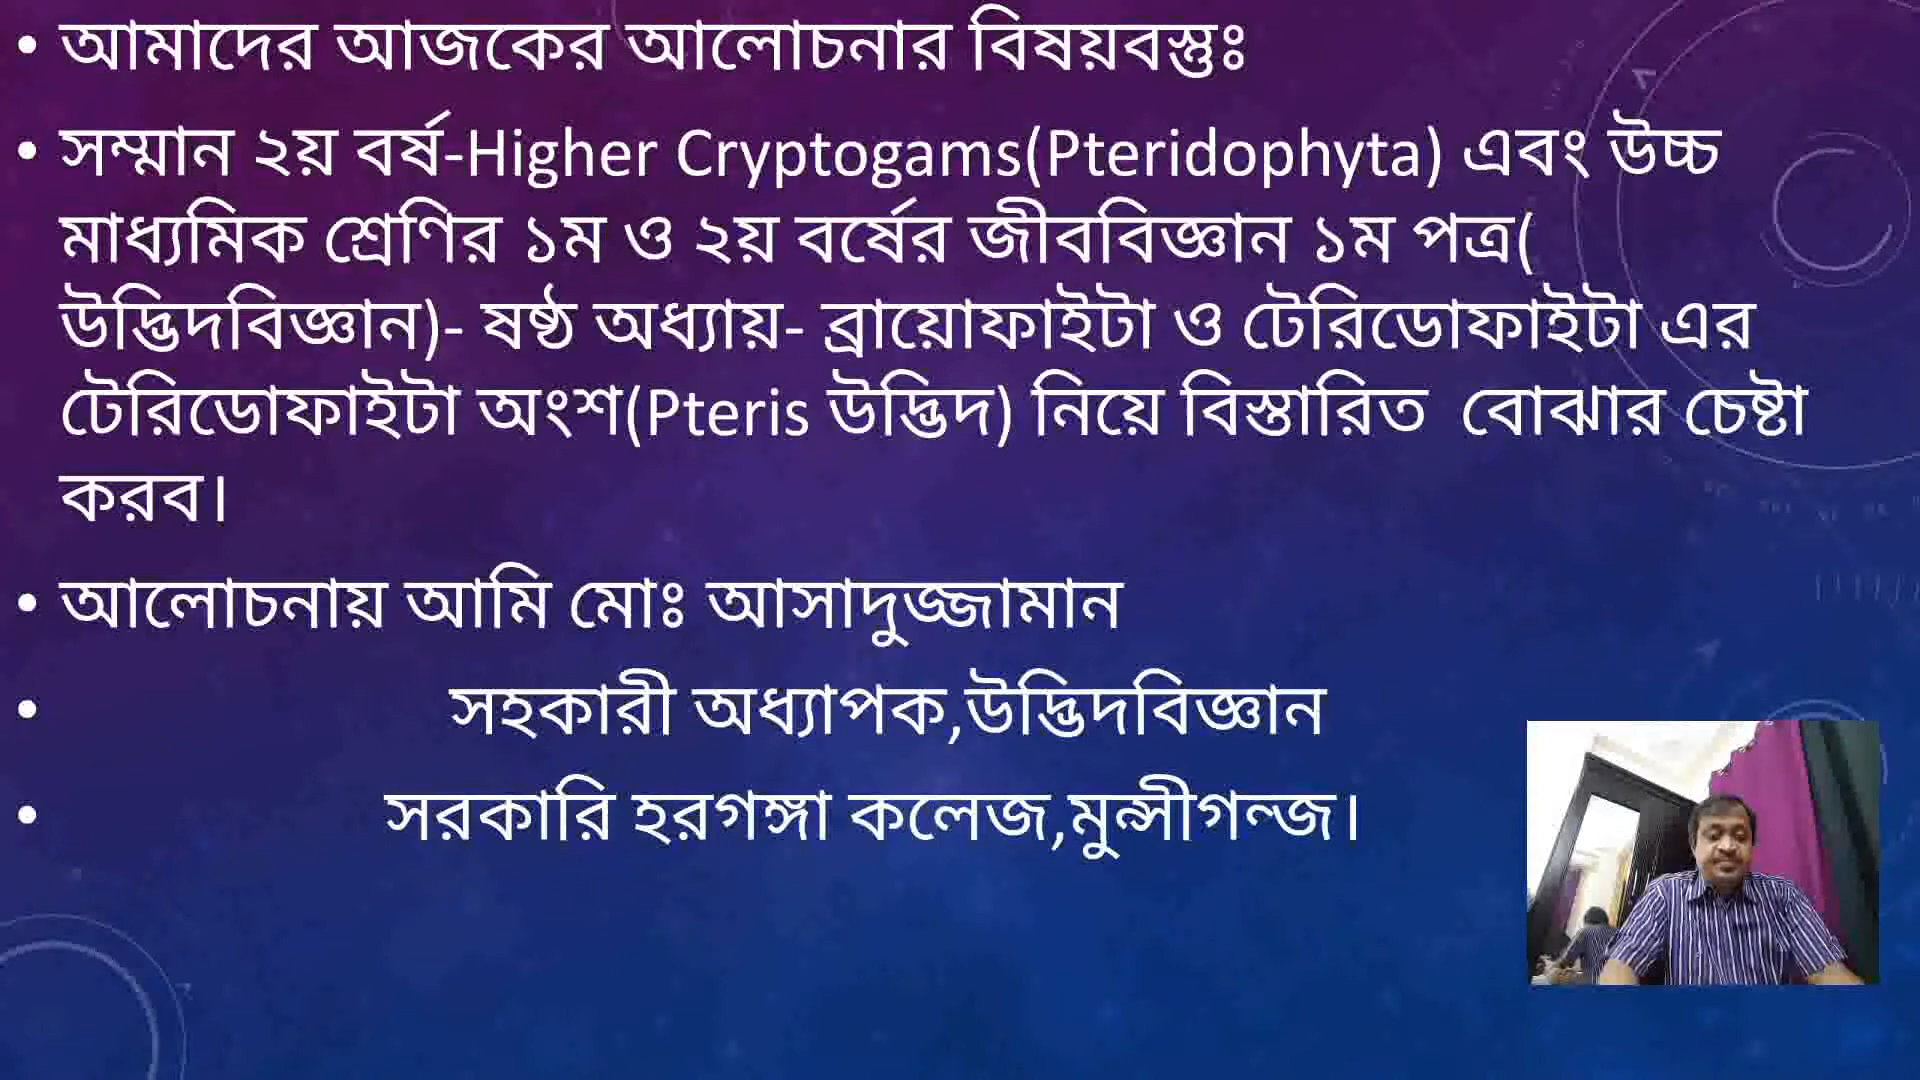 • আমাদের আজকের আলোচনার বিষয়বস্তুঃ
• সম্মান ২য় বর্ষ-Higher Cryptogams(Pteridophyta) এবং উচ্চ
মাধ্যমিক শ্রেণির ১ম ও ২য় বর্ষের জীববিজ্ঞান ১ম পত্র(
উদ্ভিদবিজ্ঞান)- ষষ্ঠ অধ্যায়- ব্রায়োফাইটা ও টেরিডোফাইটা এর
টেরিডোফাইটা অংশ(Pteris উদ্ভিদ) নিয়ে বিস্তারিত বোঝার চেষ্টা
করব।
• আলোচনায় আমি মোঃ আসাদুজ্জামান
• সহকারী অধ্যাপক,উদ্ভিদবিজ্ঞান
• সরকারি হরগঙ্গা কলেজ,মুন্সীগন্জ।